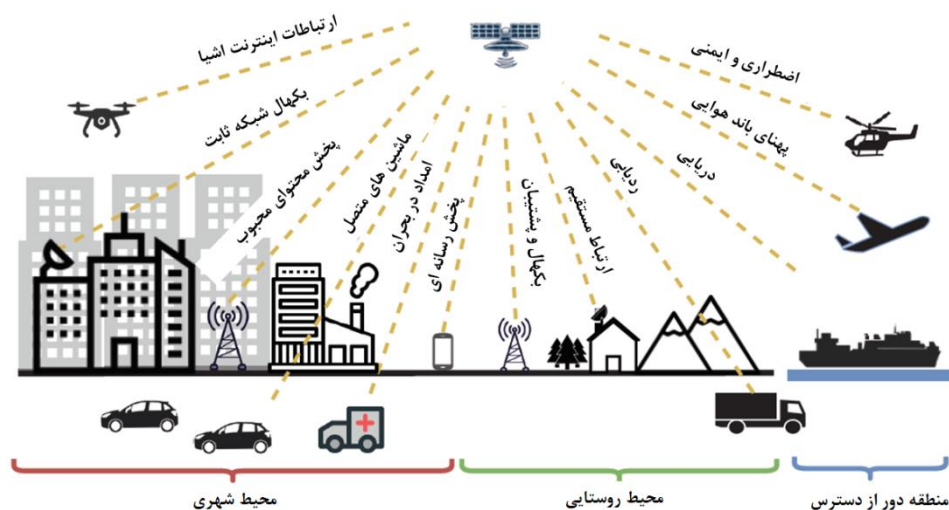 ارتباطات اینترنت اشیا
بکهال شبکه ثابت
پخش محتوای محبوب
ماشین های متصل
امداد در بحران
پخش رسانه ای
بکهال و پشتیبان
ارتباط مستقیم
ردیابی
دریایی
پهنای باند هوایی
اضطراری و ایمنی
محیط شهری
محیط روستایی
منطقه دور از دسترس